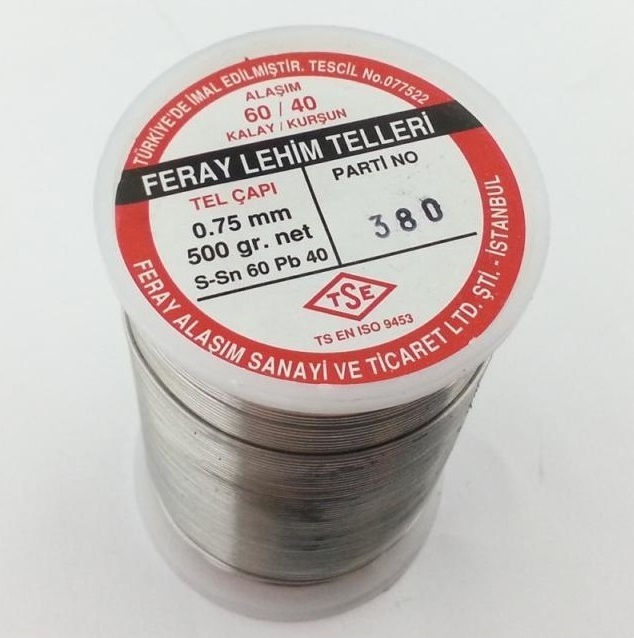 TÜRKİYE'DE İMAL EDİLMİŞTİR. TESCİL No.077522
ALAŞIM
60 / 40
KALAY / KURŞUN
FERAY LEHİM TELLERİ
TEL ÇAPI
0.75 mm
500 gr. net
S-Sn 60 Pb 40
PARTİ NO
380
TSE
TS EN ISO 9453
FERAY ALAŞIM SANAYİ VE TİCARET LTD. ŞTİ. - İSTANBUL